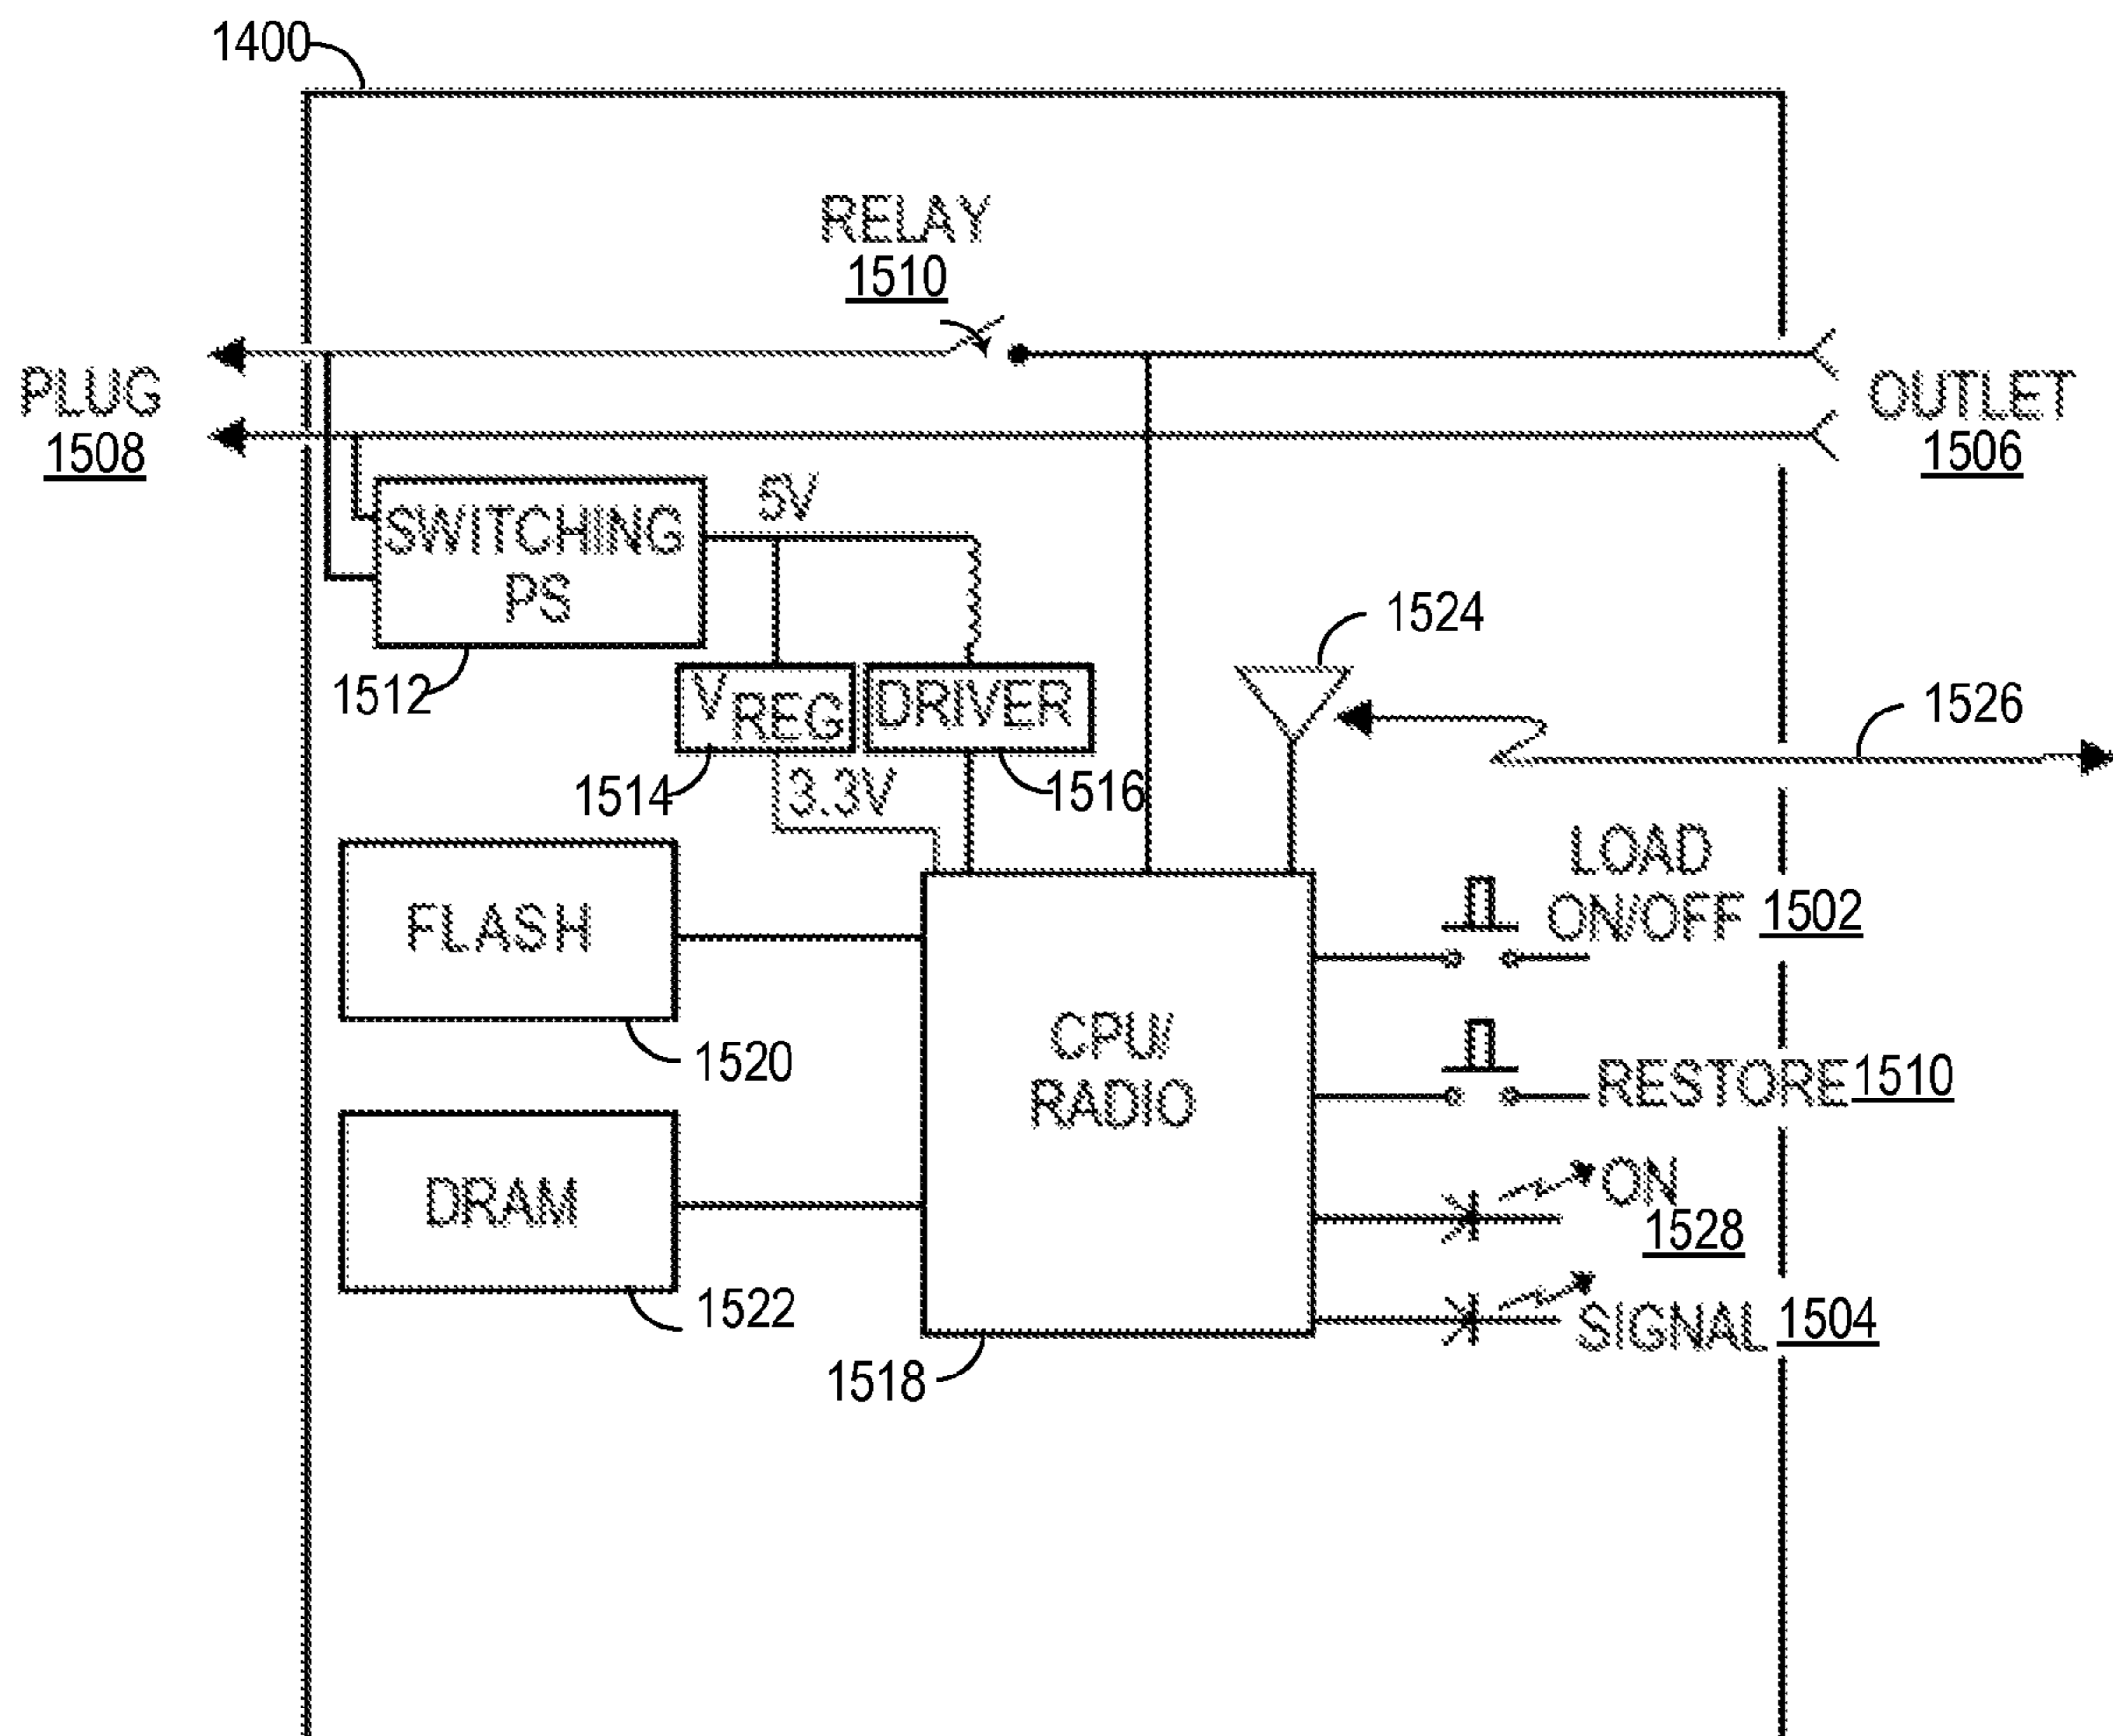 1400
RELAY
1510
PLUG
1508
OUTLET
1506
5V
SWITCHING
PS
1512
1524
VREG
DRIVER
1526
1514
3.3V
1516
LOAD
ON/OFF 1502
FLASH
1520
CPU/
RADIO
RESTORE 1510
DRAM
1522
ON
1528
SIGNAL 1504
1518